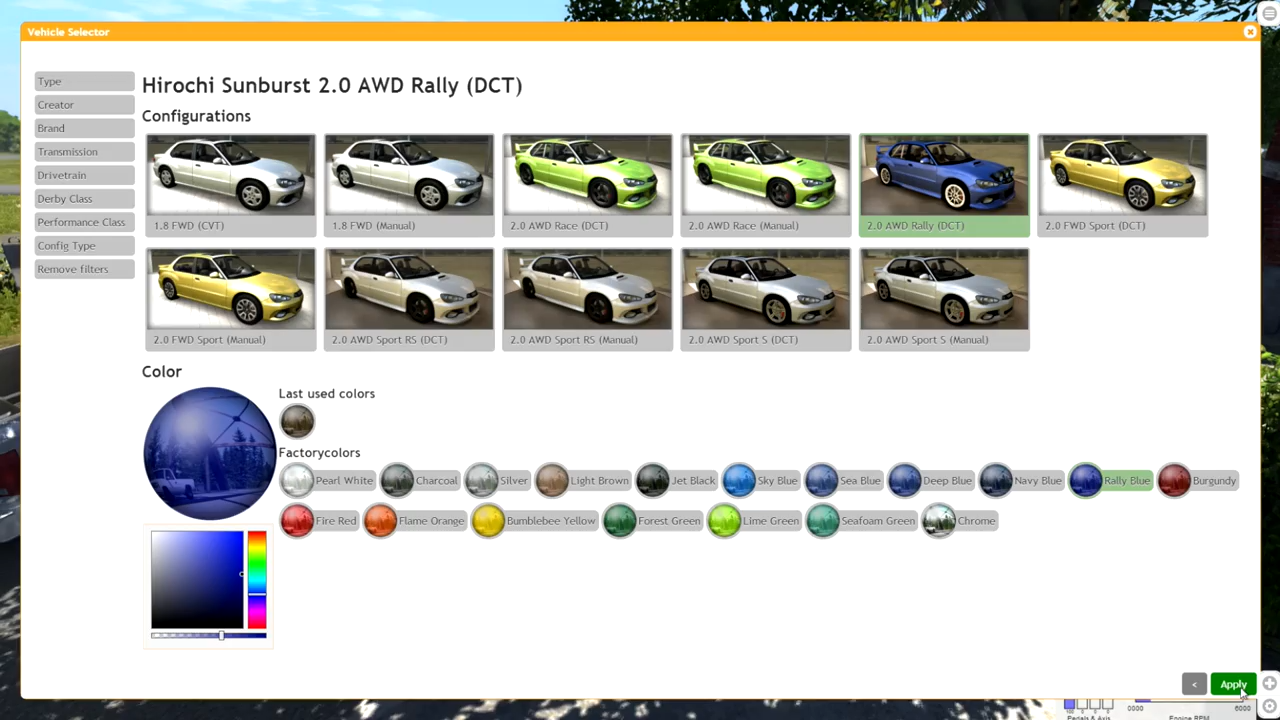 Vehicle Selector
Type
Creator
Brand
Transmission
Drivetrain
Derby Class
Performance Class
Config Type
Remove filters
Hirochi Sunburst 2.0 AWD Rally (DCT)
Configurations
1.8 FWD (CVT)
1.8 FWD (Manual)
2.0 AWD Race (DCT)
2.0 AWD Race (Manual)
2.0 AWD Rally (DCT)
2.0 FWD Sport (DCT)
2.0 FWD Sport (Manual)
2.0 AWD Sport RS (DCT)
2.0 AWD Sport RS (Manual)
2.0 AWD Sport S (DCT)
2.0 AWD Sport S (Manual)
Color
Last used colors
Factorycolors
Pearl White Charcoal Silver Light Brown Jet Black Sky Blue Sea Blue Deep Blue Navy Blue Rally Blue Burgundy
Fire Red Flame Orange Bumblebee Yellow Forest Green Lime Green Seafoam Green Chrome
< Apply
0000 6000
Pedals & Axis Engine RPM